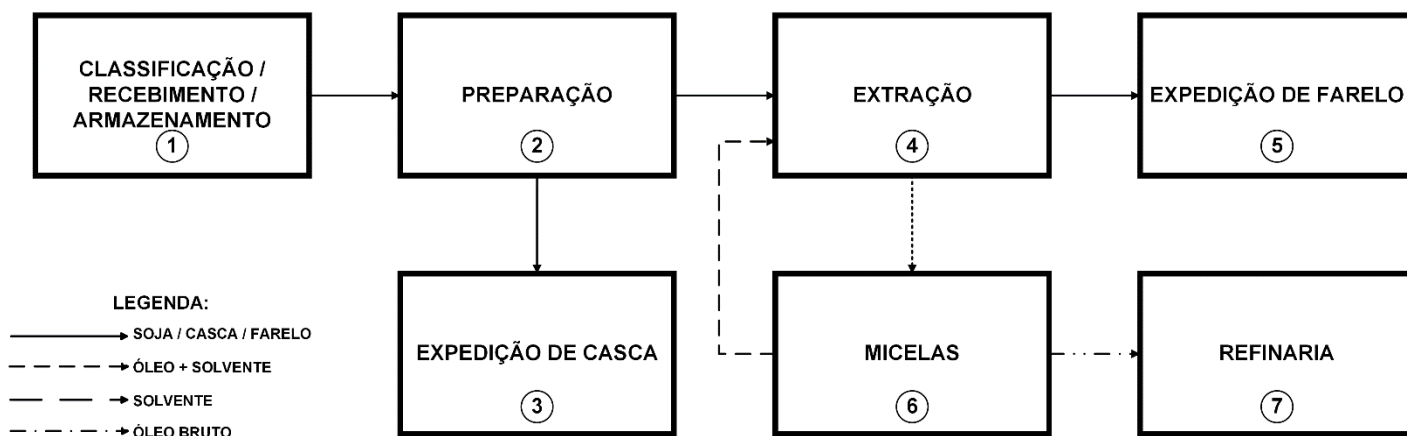 CLASSIFICAÇÃO /
RECEBIMENTO /
ARMAZENAMENTO
1
PREPARAÇÃO
2
EXTRAÇÃO
4
EXPEDIÇÃO DE FARELO
5
EXPEDIÇÃO DE CASCA
3
MICELAS
6
REFINARIA
7
LEGENDA:
SOJA / CASCA / FARELO
ÓLEO + SOLVENTE
SOLVENTE
ÓLEO BRUTO